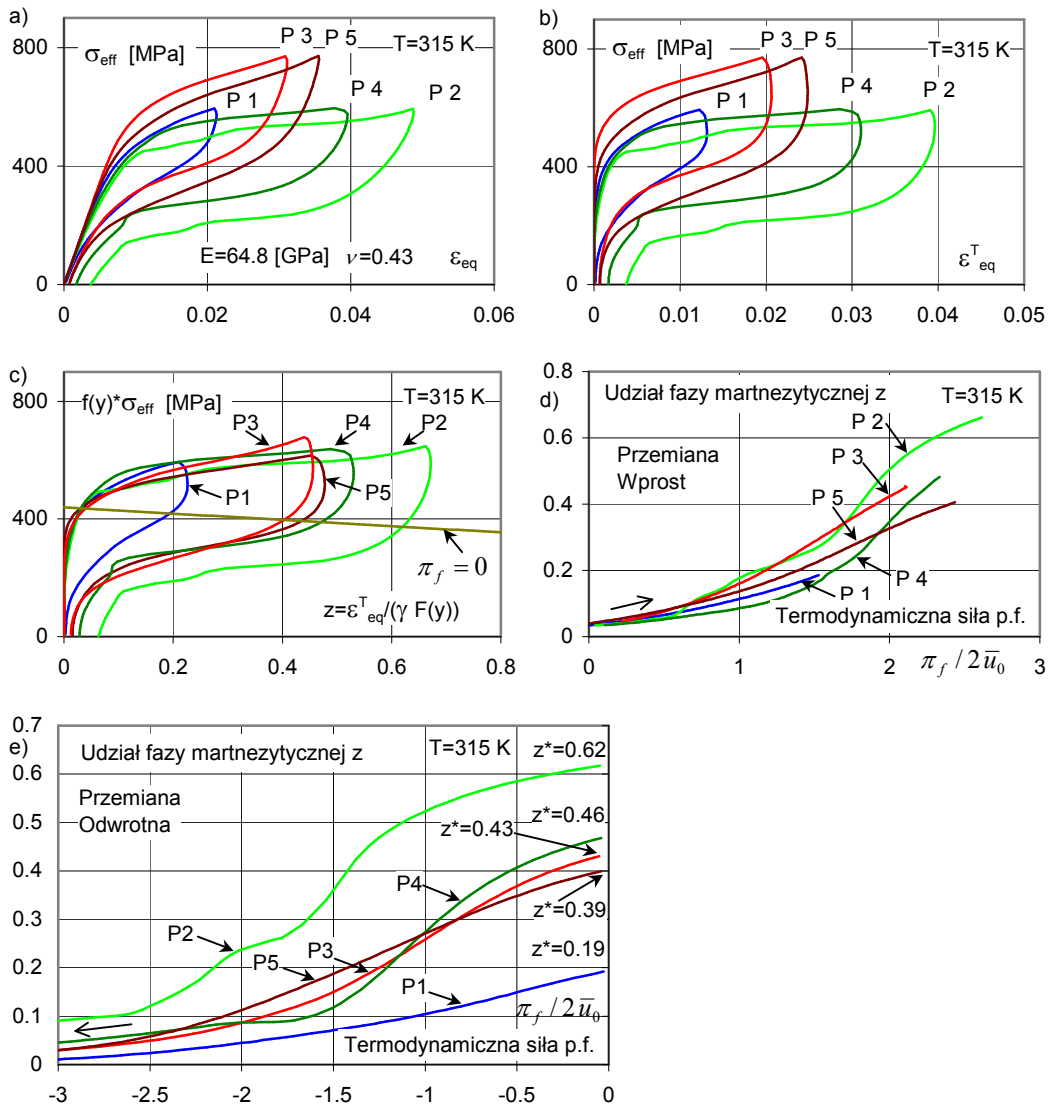 a)
σeff [MPa]
P 3 P 5
T=315 K
P 1
P 4
P 2
E=64.8 [GPa] ν=0.43
εeq
800
400
0
0 0.02 0.04 0.06
b)
σeff [MPa]
P 3 P 5
T=315 K
P 1
P 4
P 2
εTeq
800
400
0
0 0.01 0.02 0.03 0.04 0.05
c)
f(y)*σeff [MPa]
T=315 K
P3
P4
P2
P1
P5
πf = 0
z=εTeq/(γ F(y))
800
400
0
0 0.2 0.4 0.6 0.8
d)
Udział fazy martnezytycznej z
T=315 K
Przemiana
Wprost
P 2
P 3
P 5
P 4
P 1
Termodynamiczna siła p.f.
πf / 2u̅0
0.8
0.6
0.4
0.2
0
0 1 2 3
e)
Udział fazy martnezytycznej z
T=315 K
z*=0.62
Przemiana
Odwrotna
z*=0.46
z*=0.43
z*=0.39
z*=0.19
P4
P2
P5
P3
P1
πf / 2u̅0
Termodynamiczna siła p.f.
0.7
0.6
0.5
0.4
0.3
0.2
0.1
0
-3 -2.5 -2 -1.5 -1 -0.5 0